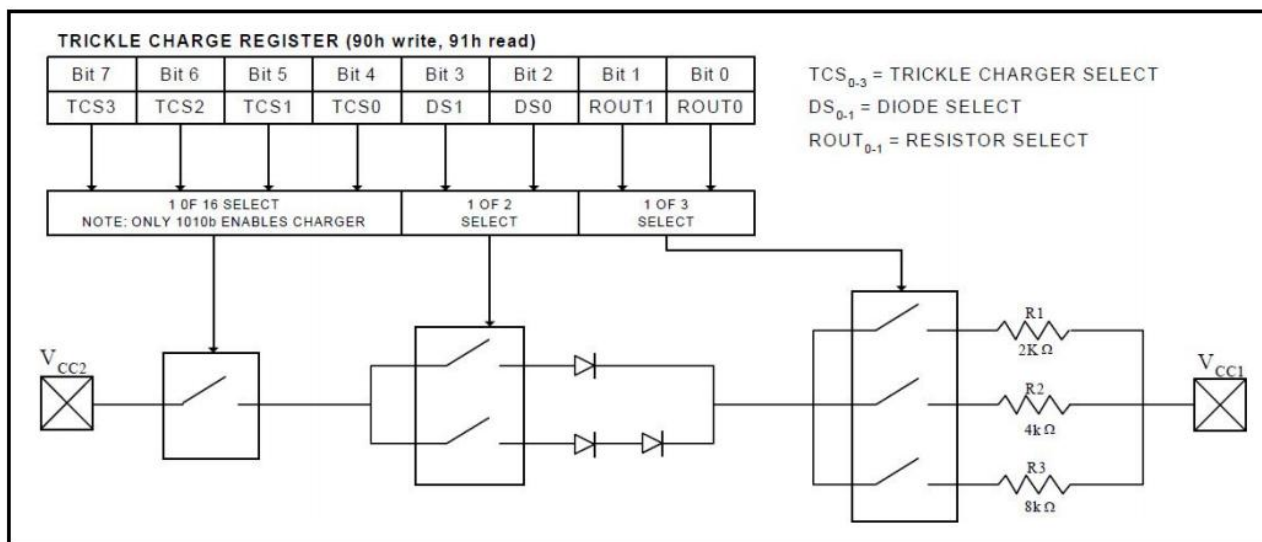 TRICKLE CHARGE REGISTER (90h write, 91h read)
Bit 7 Bit 6 Bit 5 Bit 4 Bit 3 Bit 2 Bit 1 Bit 0
TCS3 TCS2 TCS1 TCS0 DS1 DS0 ROUT1 ROUT0
TCS0-3 = TRICKLE CHARGER SELECT
DS0-1 = DIODE SELECT
ROUT0-1 = RESISTOR SELECT
1 0F 16 SELECT
NOTE: ONLY 1010b ENABLES CHARGER
1 OF 2
SELECT
1 OF 3
SELECT
VCC2
R1
2KΩ
R2
4kΩ
R3
8kΩ
VCC1